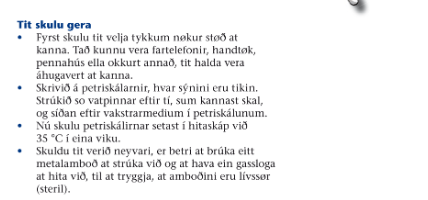 Tit skulu gera
• Fyrst skulu tit velja tykkum nøkur støð at
kanna. Tað kunnu vera fartelefonir, handtøk,
pennahús ella okkurt annað, tit halda vera
áhugavert at kanna.
• Skrivið á petriskálarnir, hvar sýnini eru tikin.
Strúkið so vatpinnar eftir tí, sum kannast skal,
og síðan eftir vakstrarmedium í petriskálunum.
• Nú skulu petriskálirnar setast í hitaskáp við
35 °C í eina viku.
• Skuldu tit verið neyvari, er betri at brúka eitt
metalamboð at strúka við og at hava ein gassloga
at hita við, til at tryggja, at amboðini eru lívssør
(steril).